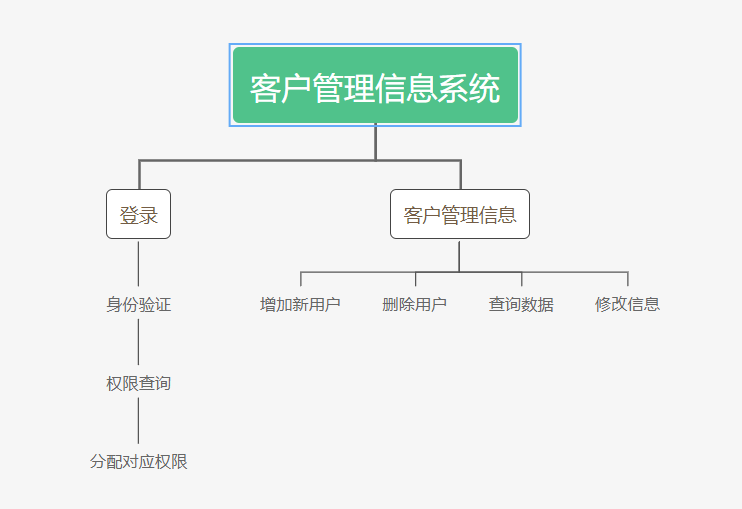 客户管理信息系统
登录
客户管理信息
身份验证
增加新用户
删除用户
查询数据
修改信息
权限查询
分配对应权限